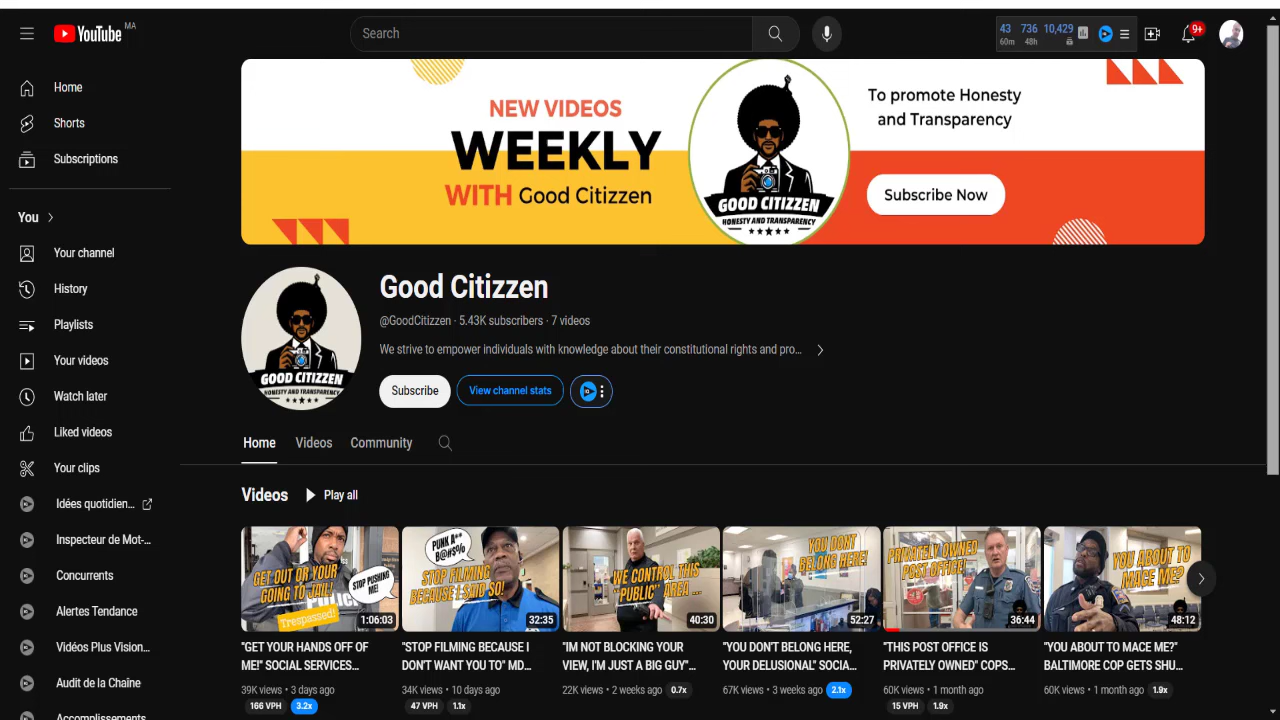 YouTube MA
Search
43 736 10,429
60m 48h
9+
Home
Shorts
Subscriptions
You
Your channel
History
Playlists
Your videos
Watch later
Liked videos
Your clips
Idées quotidien...
Inspecteur de Mot-...
Concurrents
Alertes Tendance
Vidéos Plus Vision...
Audit de la Chaîne
Accomplissements
NEW VIDEOS
WEEKLY
WITH Good Citizzen
GOOD CITIZZEN
HONESTY AND TRANSPARENCY
To promote Honesty
and Transparency
Subscribe Now
GOOD CITIZZEN
HONESTY AND TRANSPARENCY
Good Citizzen
@GoodCitizzen · 5.43K subscribers · 7 videos
We strive to empower individuals with knowledge about their constitutional rights and pro...
Subscribe
View channel stats
Home Videos Community
Videos Play all
GET OUT OR YOUR
GOING TO JAIL!
STOP PUSHING
ME!
Trespassed!
1:06:03
"GET YOUR HANDS OFF OF
ME!" SOCIAL SERVICES...
39K views • 3 days ago
166 VPH 3.2x
PUNK A**
B@#$%
STOP FILMING
BECAUSE I SAID SO!
32:35
"STOP FILMING BECAUSE I
DON'T WANT YOU TO" MD...
34K views • 10 days ago
47 VPH 1.1x
WE CONTROL THIS
"PUBLIC" AREA ...
40:30
"IM NOT BLOCKING YOUR
VIEW, I'M JUST A BIG GUY"...
22K views • 2 weeks ago 0.7x
YOU DONT
BELONG HERE!
52:27
"YOU DON'T BELONG HERE,
YOUR DELUSIONAL" SOCIA...
67K views • 3 weeks ago 2.1x
PRIVATELY OWNED
POST OFFICE!
36:44
"THIS POST OFFICE IS
PRIVATELY OWNED" COPS...
60K views • 1 month ago
15 VPH 1.9x
YOU ABOUT TO
MACE ME?
48:12
"YOU ABOUT TO MACE ME?"
BALTIMORE COP GETS SHU...
60K views • 1 month ago 1.9x